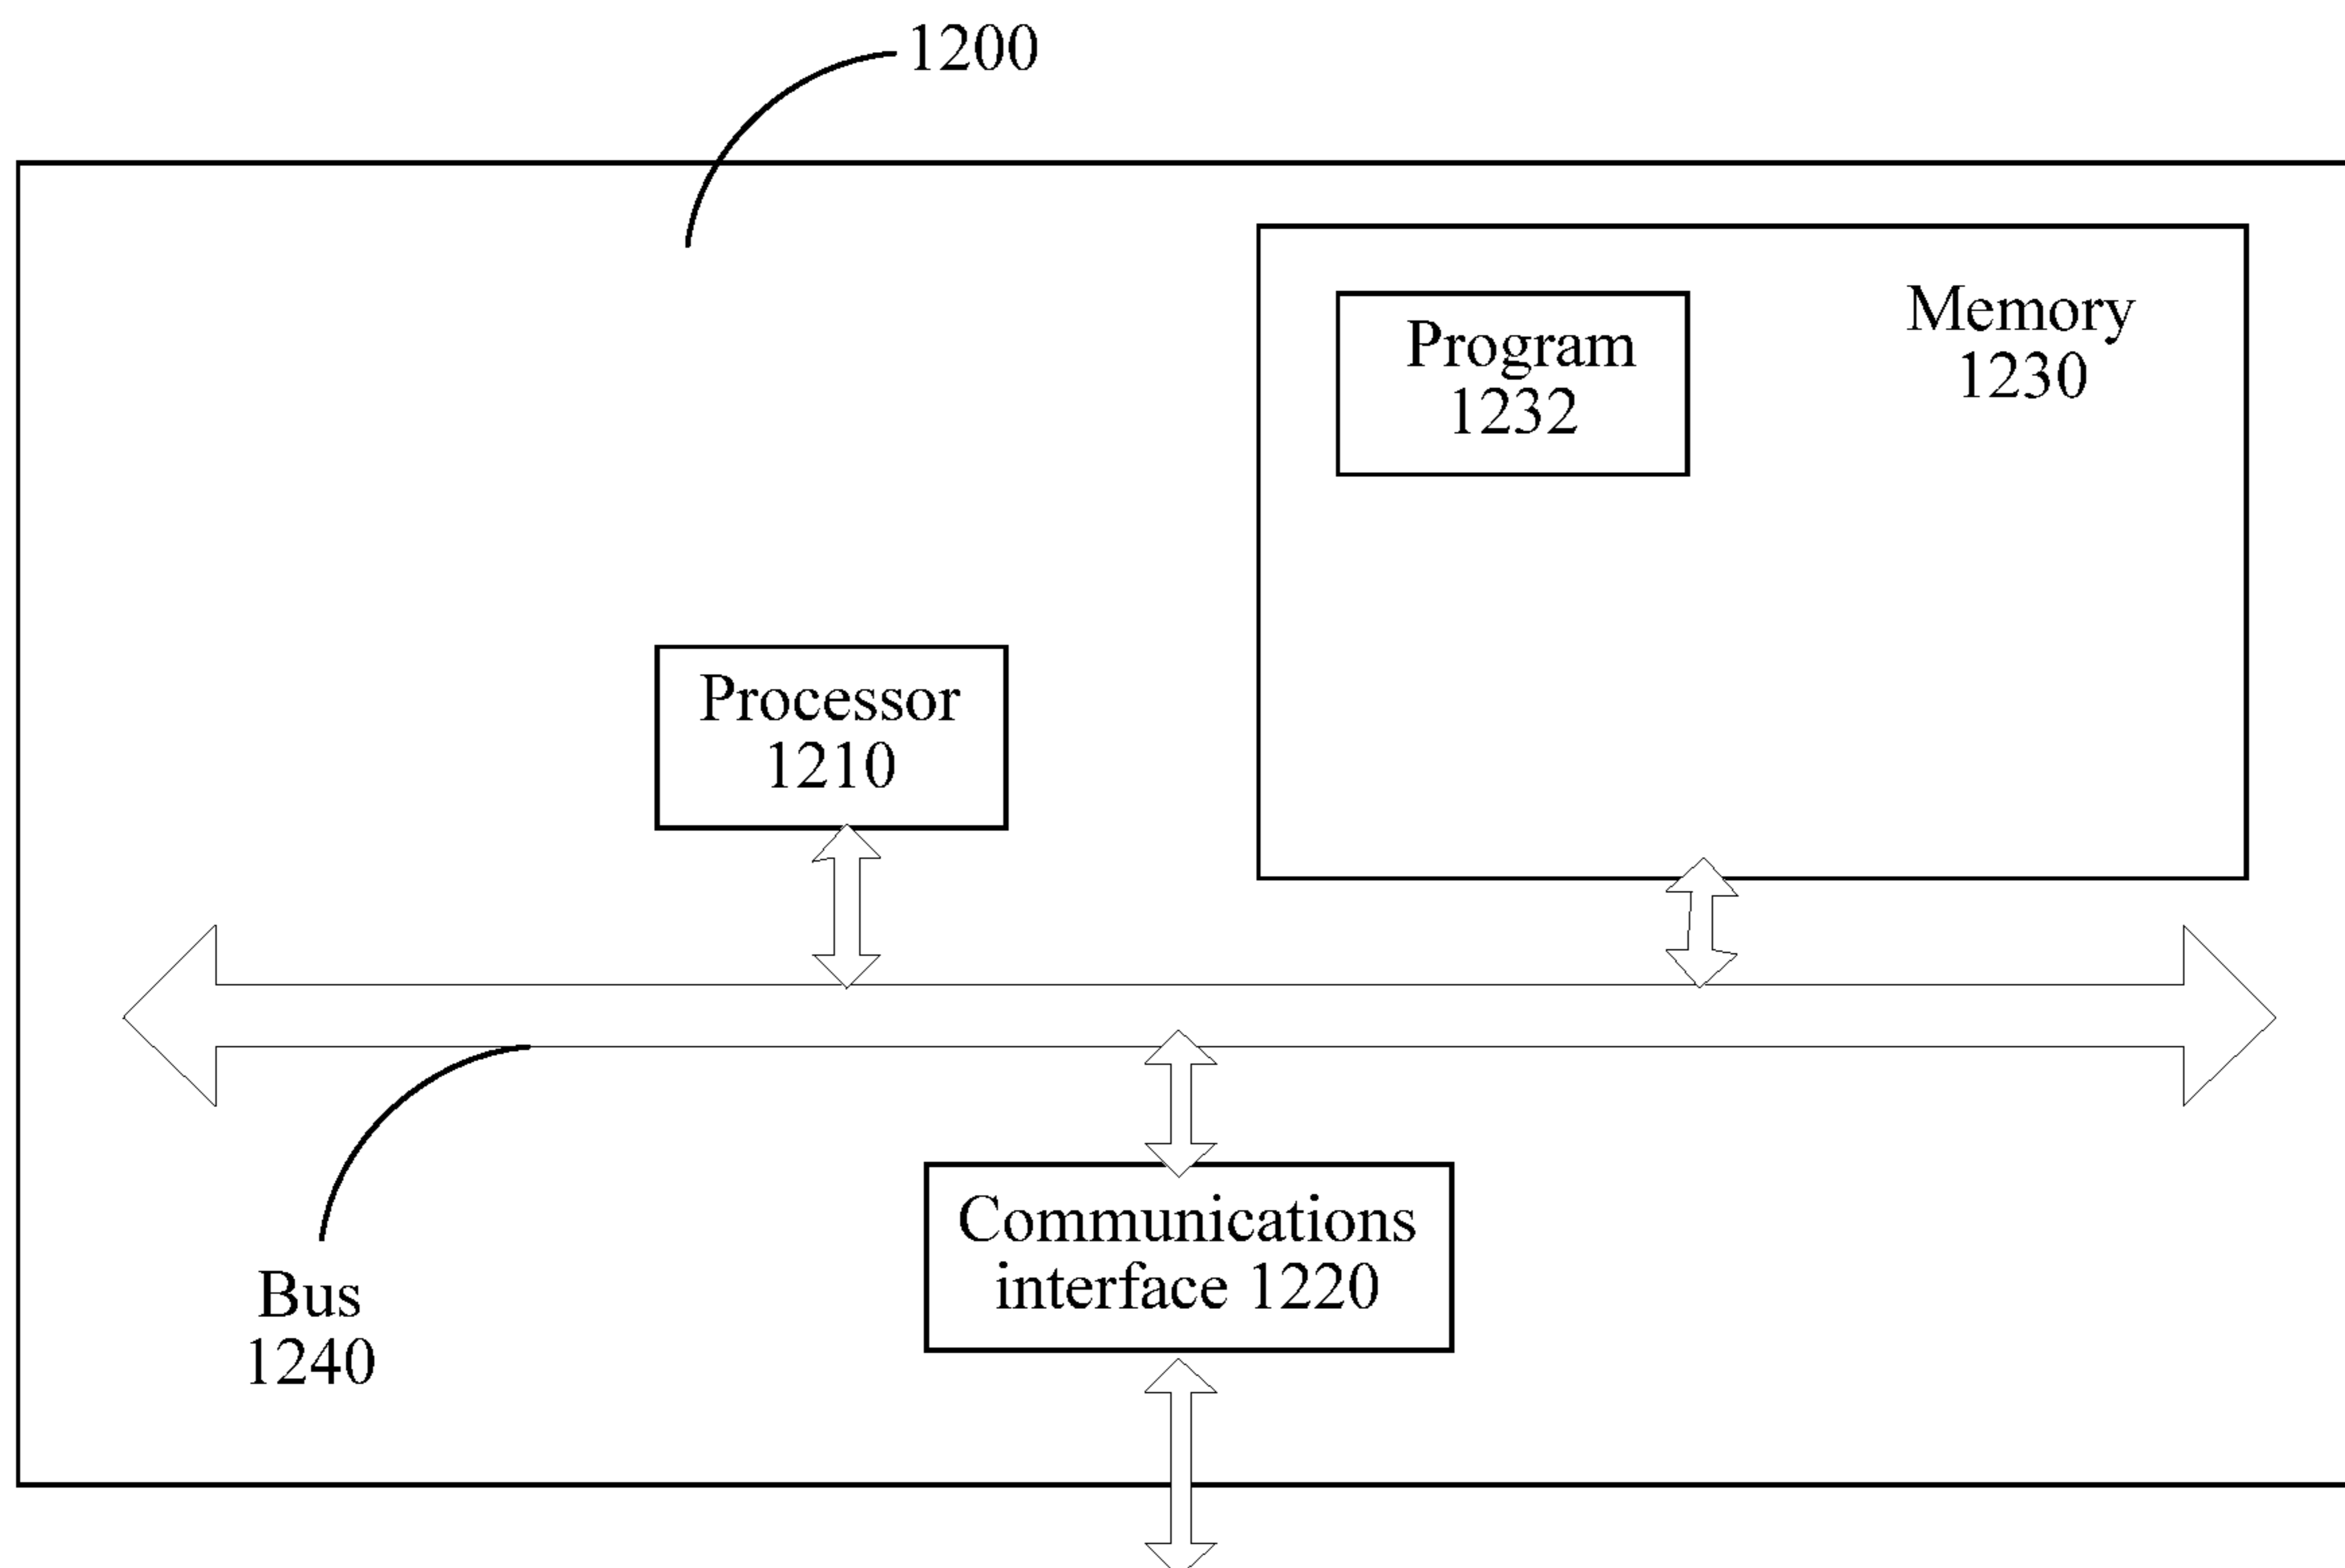 1200
Program
1232
Memory
1230
Processor
1210
Communications
interface 1220
Bus
1240